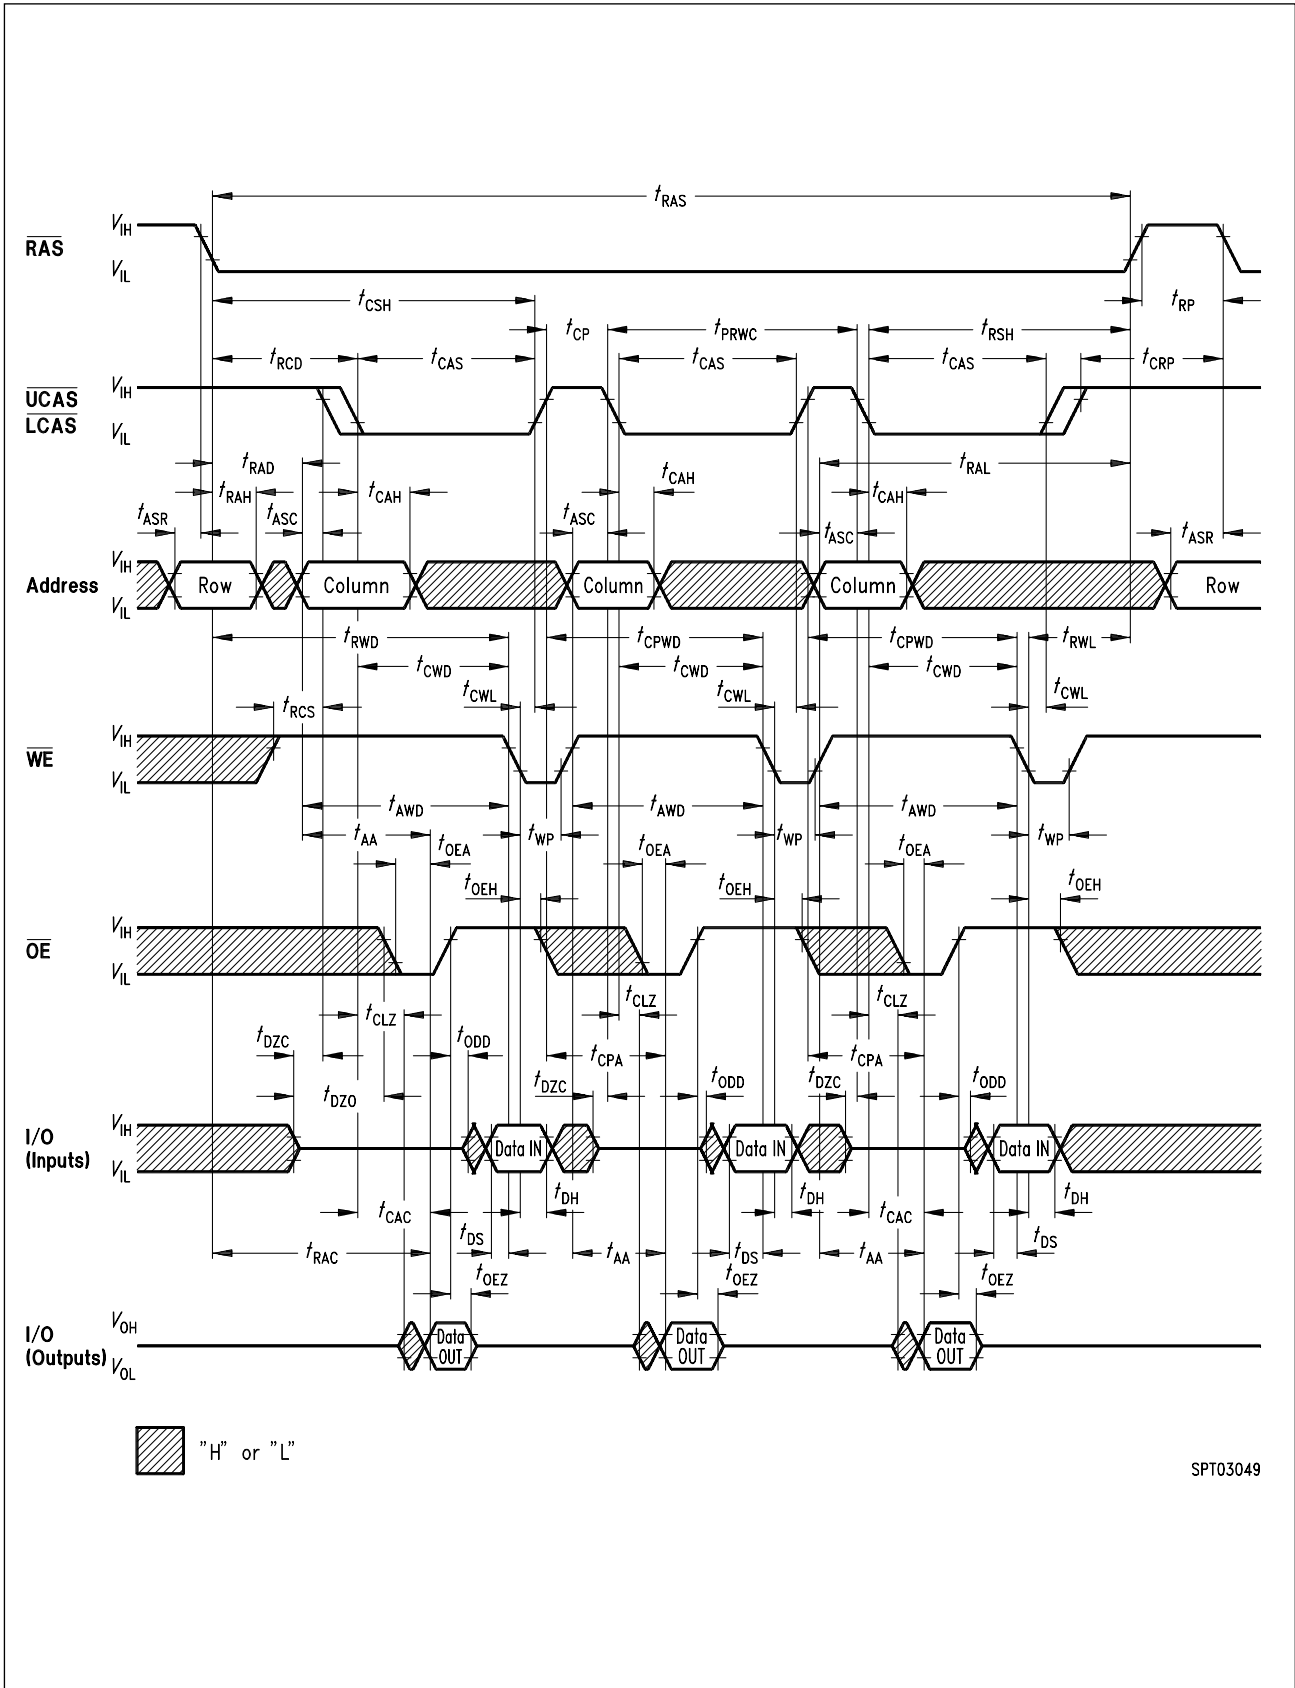 tRAS
RAS VIH
VIL
tCSH tRP
tCP tPRWC tRSH
tRCD tCAS tCAS tCAS tCRP
UCAS VIH
LCAS VIL
tRAD tRAL
tRAH tCAH tCAH tCAH
tASR tASC tASC tASC tASR
Address VIH Row Column Column Column Row
VIL
tRWD tCPWD tCPWD tRWL
tCWD tCWD tCWD
tRCS tCWL tCWL tCWL
WE VIH
VIL
tAWD tAWD tAWD
tAA tWP tWP tWP
tOEA tOEA tOEA
tOEH tOEH tOEH
OE VIH
VIL
tCLZ tCLZ tCLZ
tDZC tODD tCPA tCPA
tDZO tDZC tODD tDZC tODD
I/O VIH Data IN Data IN Data IN
(Inputs) VIL
tCAC tDH tDH tCAC tDH
tRAC tDS tAA tDS tAA tDS
tOEZ tOEZ tOEZ
I/O VOH Data OUT Data OUT Data OUT
(Outputs) VOL
"H" or "L"
SPT03049